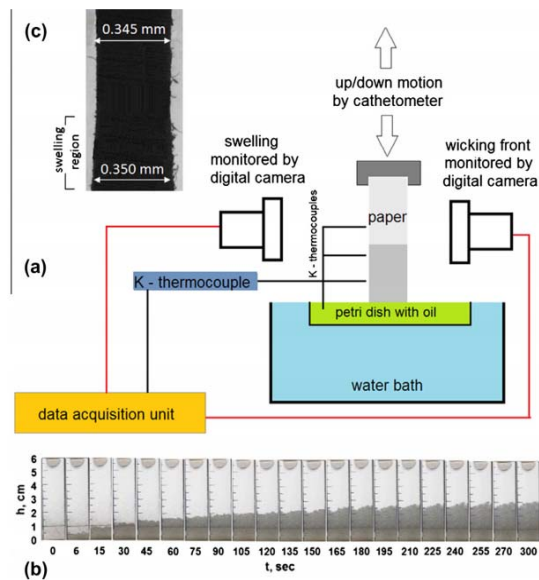 (c)
0.345 mm
swelling
region
0.350 mm
up/down motion
by cathetometer
swelling
monitored by
digital camera
wicking front
monitored by
digital camera
paper
K - thermocouples
(a)
K - thermocouple
petri dish with oil
water bath
data acquisition unit
h, cm
6
5
4
3
2
1
0
0 6 15 30 45 60 75 90 105 120 135 150 165 180 195 210 225 240 255 270 300
t, sec
(b)